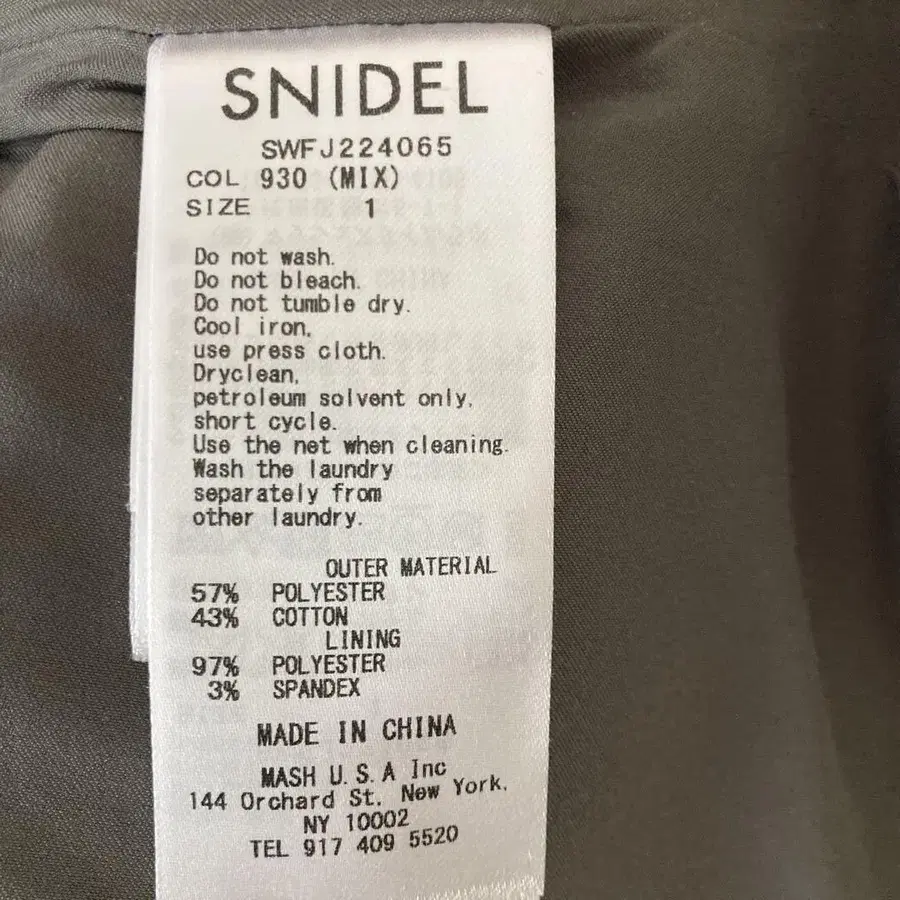 SNIDEL
SWFJ224065
COL 930 (MIX)
SIZE 1
Do not wash.
Do not bleach.
Do not tumble dry.
Cool iron,
use press cloth.
Dryclean,
petroleum solvent only,
short cycle.
Use the net when cleaning.
Wash the laundry
separately from
other laundry.
OUTER MATERIAL
57% POLYESTER
43% COTTON
LINING
97% POLYESTER
3% SPANDEX
MADE IN CHINA
MASH U.S.A Inc
144 Orchard St, New York,
NY 10002
TEL 917 409 5520